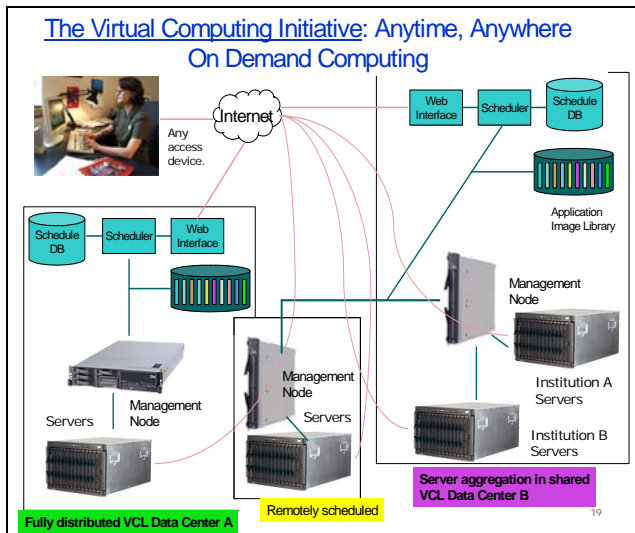 The Virtual Computing Initiative: Anytime, Anywhere
On Demand Computing
Any
access
device.
Internet
Web
Interface
Scheduler
Schedule
DB
Application
Image Library
Schedule
DB
Scheduler
Web
Interface
Management
Node
Servers
Management
Node
Servers
Management
Node
Institution A
Servers
Institution B
Servers
Fully distributed VCL Data Center A
Remotely scheduled
Server aggregation in shared
VCL Data Center B
19